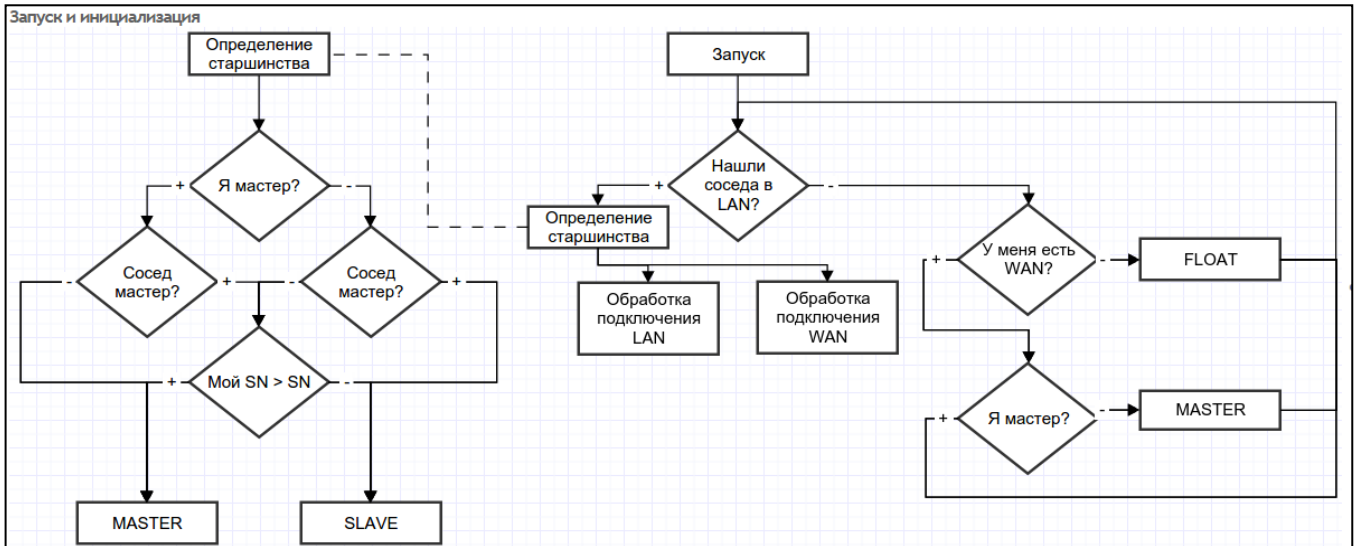 Запуск и инициализация
Определение
старшинства
Я мастер?
+
-
Сосед
мастер?
-
+
Сосед
мастер?
-
+
Мой SN > SN
+
-
MASTER
SLAVE
Запуск
Нашли
соседа в
LAN?
+
-
Определение
старшинства
Обработка
подключения
LAN
Обработка
подключения
WAN
У меня есть
WAN?
+
-
FLOAT
Я мастер?
+
-
MASTER